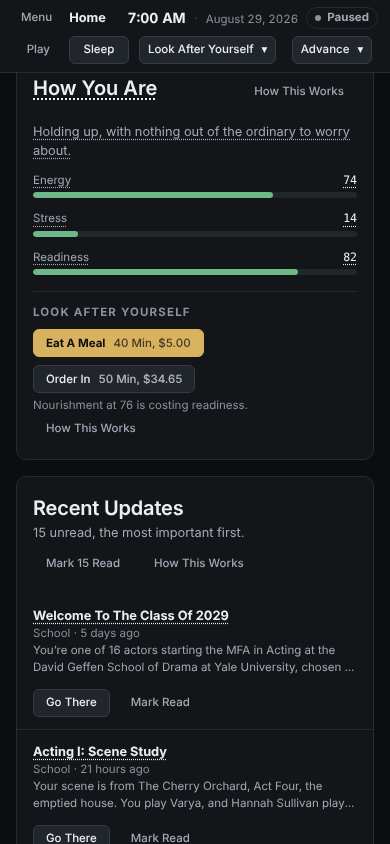 Menu Home 7:00 AM · August 29, 2026 Paused
Play Sleep Look After Yourself ▾ Advance ▾
How You Are How This Works
Holding up, with nothing out of the ordinary to worry
about.
Energy 74
Stress 14
Readiness 82
LOOK AFTER YOURSELF
Eat A Meal 40 Min, $5.00
Order In 50 Min, $34.65
Nourishment at 76 is costing readiness.
How This Works
Recent Updates
15 unread, the most important first.
Mark 15 Read How This Works
Welcome To The Class Of 2029
School · 5 days ago
You're one of 16 actors starting the MFA in Acting at the
David Geffen School of Drama at Yale University, chosen ...
Go There Mark Read
Acting I: Scene Study
School · 21 hours ago
Your scene is from The Cherry Orchard, Act Four, the
emptied house. You play Varya, and Hannah Sullivan play...
Go There Mark Read